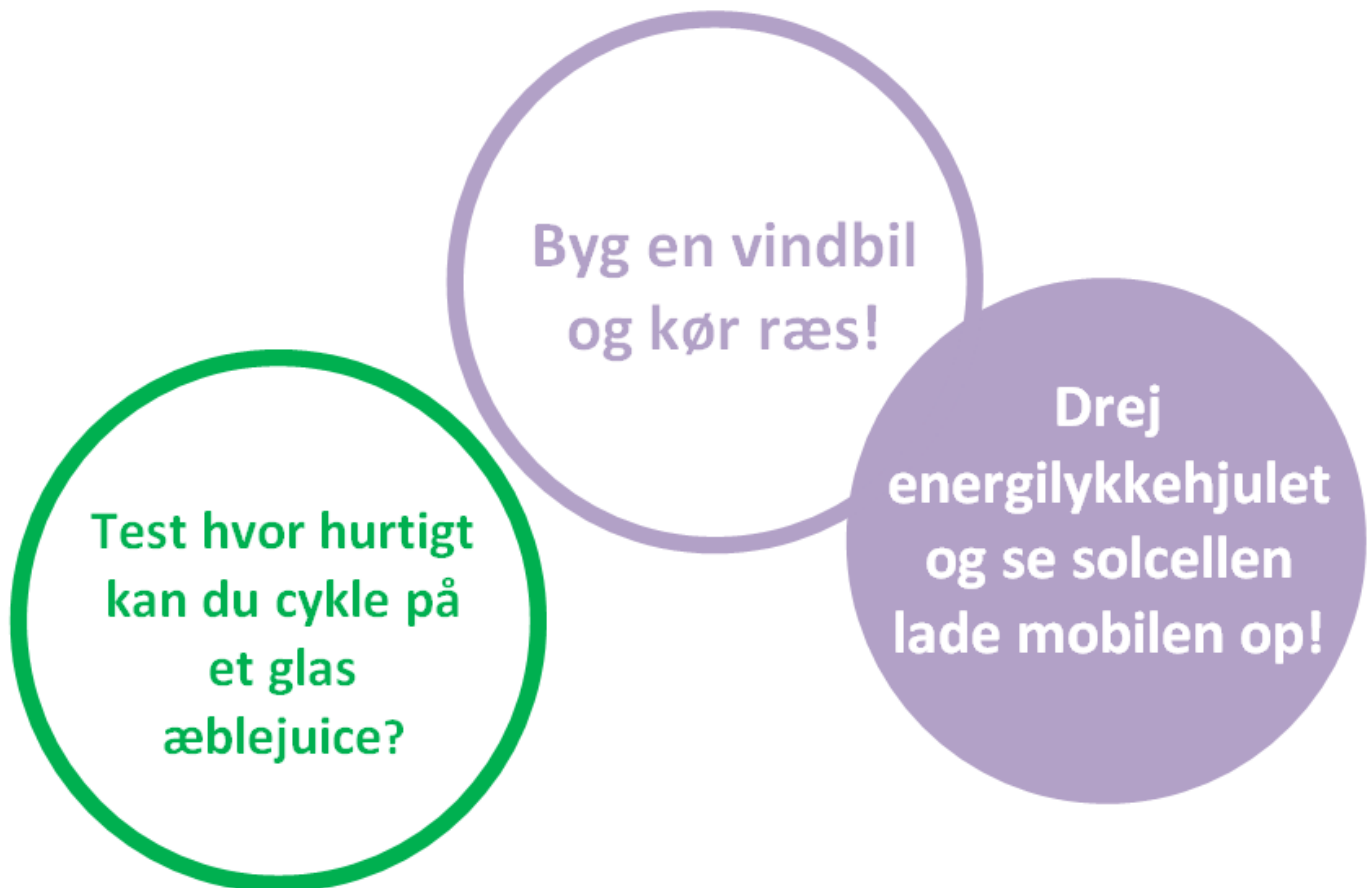 Byg en vindbil
og kør ræs!
Drej
energilykkehjulet
og se solcellen
lade mobilen op!
Test hvor hurtigt
kan du cykle på
et glas
æblejuice?